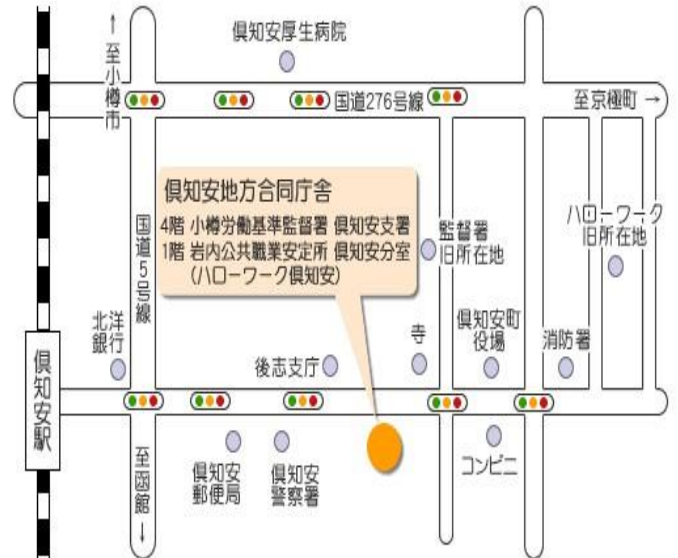 ↑
至小樽市
倶知安厚生病院
国道276号線
至京極町 →
倶知安地方合同庁舎
4階 小樽労働基準監督署 倶知安支署
1階 岩内公共職業安定所 倶知安分室
(ハローワーク倶知安)
国道5号線
監督署
旧所在地
ハローワーク
旧所在地
北洋
銀行
後志支庁
寺
倶知安町
役場
消防署
倶知安駅
至函館
↓
倶知安
郵便局
倶知安
警察署
コンビニ